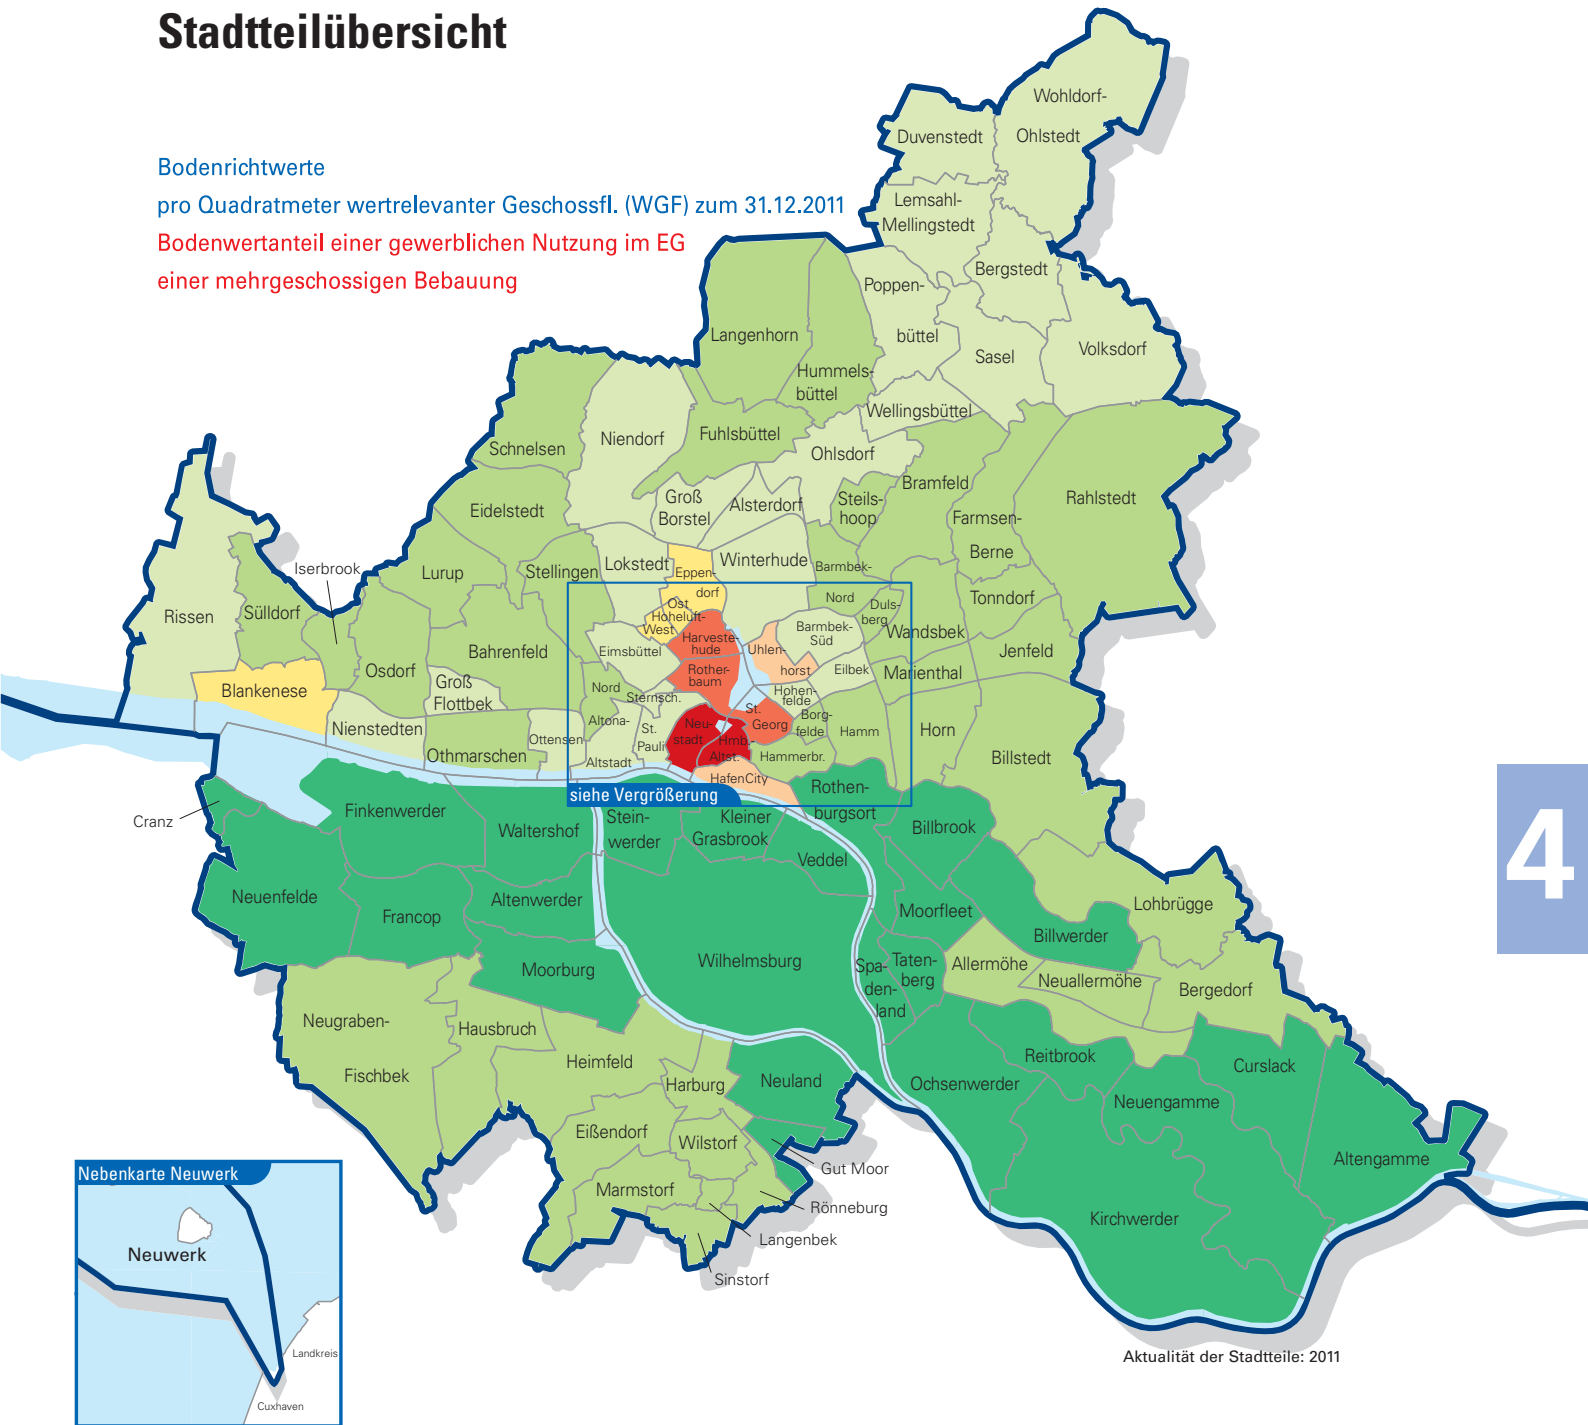 Stadtteilübersicht
Bodenrichtwerte
pro Quadratmeter wertrelevanter Geschossfl. (WGF) zum 31.12.2011
Bodenwertanteil einer gewerblichen Nutzung im EG
einer mehrgeschossigen Bebauung
Wohldorf-
Ohlstedt
Duvenstedt
Lemsahl-
Mellingstedt
Bergstedt
Poppen-
büttel
Sasel
Volksdorf
Langenhorn
Hummels-
büttel
Wellingsbüttel
Fuhlsbüttel
Niendorf
Schnelsen
Ohlsdorf
Bramfeld
Rahlstedt
Groß
Borstel
Alsterdorf
Steils-
hoop
Farmsen-
Berne
Eidelstedt
Lokstedt
Winterhude
Eppen-
dorf
Barmbek-
Nord
Duls-
berg
Tonndorf
Iserbrook
Lurup
Stellingen
Rissen
Sülldorf
Ost
Hoheluft-
West
Harveste-
hude
Barmbek-
Süd
Wandsbek
Jenfeld
Osdorf
Bahrenfeld
Eimsbüttel
Uhlen-
horst
Eilbek
Marienthal
Rother-
baum
Blankenese
Groß
Flottbek
Nord
Sternsch.
Hohen-
felde
Nienstedten
Altona-
St.
Pauli
Neu-
stadt
St.
Georg
Borg-
felde
Hamm
Horn
Billstedt
Othmarschen
Ottensen
Altstadt
Hmb.-
Altst.
Hammerbr.
HafenCity
siehe Vergrößerung
Rothen-
burgsort
Cranz
Finkenwerder
Waltershof
Stein-
werder
Kleiner
Grasbrook
Billbrook
Veddel
4
Neuenfelde
Francop
Altenwerder
Moorfleet
Lohbrügge
Billwerder
Moorburg
Wilhelmsburg
Spa-
den-
land
Taten-
berg
Allermöhe
Neuallermöhe
Bergedorf
Neugraben-
Fischbek
Hausbruch
Heimfeld
Harburg
Neuland
Ochsenwerder
Reitbrook
Curslack
Neuengamme
Eißendorf
Wilstorf
Gut Moor
Altengamme
Marmstorf
Rönneburg
Kirchwerder
Langenbek
Sinstorf
Nebenkarte Neuwerk
Neuwerk
Landkreis
Cuxhaven
Aktualität der Stadtteile: 2011